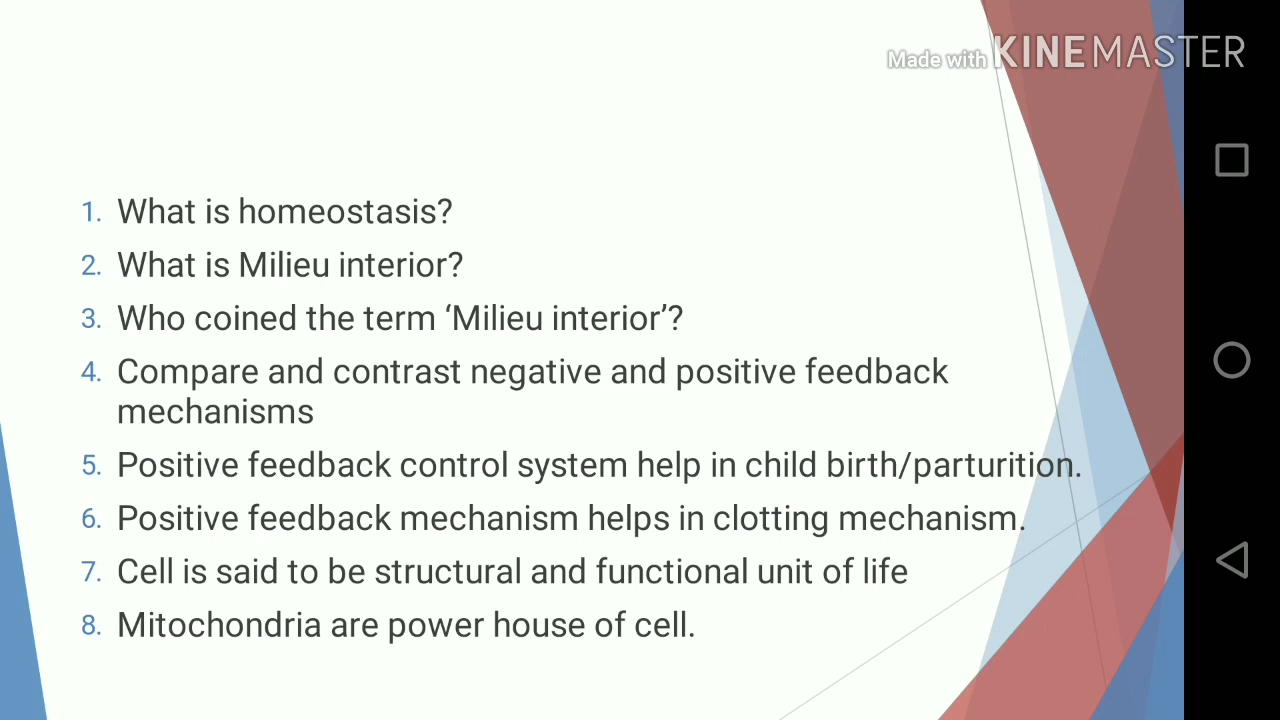 Made with KINEMASTER
1. What is homeostasis?
2. What is Milieu interior?
3. Who coined the term ‘Milieu interior’?
4. Compare and contrast negative and positive feedback
mechanisms
5. Positive feedback control system help in child birth/parturition.
6. Positive feedback mechanism helps in clotting mechanism.
7. Cell is said to be structural and functional unit of life
8. Mitochondria are power house of cell.